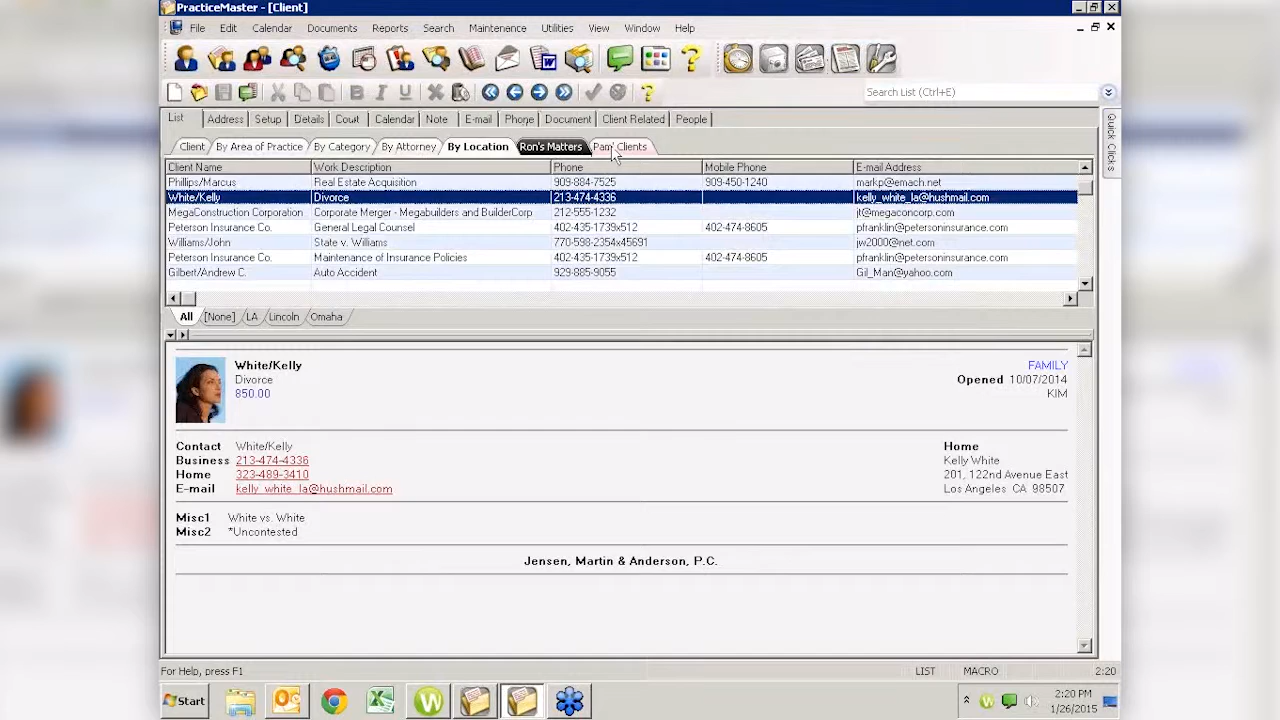 PracticeMaster - [Client]
File Edit Calendar Documents Reports Search Maintenance Utilities View Window Help
Search List (Ctrl+E)
List Address Setup Details Court Calendar Note E-mail Phone Document Client Related People
Client By Area of Practice By Category By Attorney By Location Ron's Matters Clients
Client Name Work Description Phone Mobile Phone E-mail Address
Phillips/Marcus Real Estate Acquisition 909-884-7525 909-450-1240 markp@emach.net
White/Kelly Divorce 213-474-4336 kelly_white_la@hushmail.com
MegaConstruction Corporation Corporate Merger - Megabuilders and BuilderCorp 212-555-1232 jt@megaconcorp.com
Peterson Insurance Co. General Legal Counsel 402-435-1739x512 402-474-8605 pfranklin@petersoninsurance.com
Williams/John State v. Williams 770-598-2354x45691 jw2000@net.com
Peterson Insurance Co. Maintenance of Insurance Policies 402-435-1739x512 402-474-8605 pfranklin@petersoninsurance.com
Gilbert/Andrew C. Auto Accident 929-885-9055 Gil_Man@yahoo.com
All [None] LA Lincoln Omaha
Quick Clicks
White/Kelly FAMILY
Divorce Opened 10/07/2014
850.00 KIM
Contact White/Kelly Home
Business 213-474-4336 Kelly White
Home 323-489-3410 201, 122nd Avenue East
E-mail kelly_white_la@hushmail.com Los Angeles CA 98507
Misc1 White vs. White
Misc2 *Uncontested
Jensen, Martin & Anderson, P.C.
For Help, press F1 LIST MACRO 2:20
Start 2:20 PM
1/26/2015